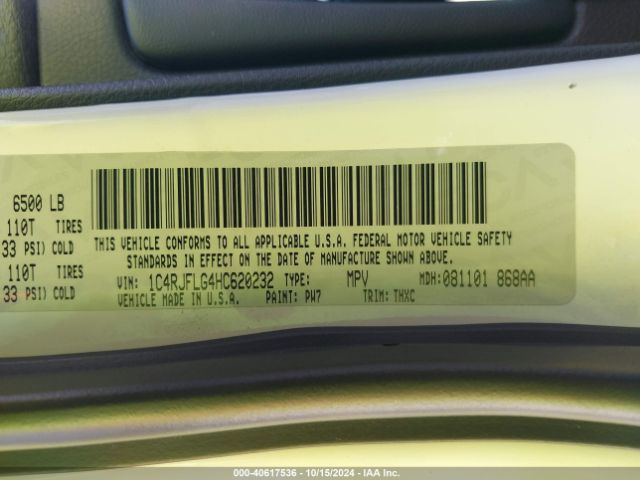 6500 LB
110T TIRES
33 PSI) COLD
110T TIRES
33 PSI) COLD
THIS VEHICLE CONFORMS TO ALL APPLICABLE U.S.A. FEDERAL MOTOR VEHICLE SAFETY
STANDARDS IN EFFECT ON THE DATE OF MANUFACTURE SHOWN ABOVE.
VIN: 1C4RJFLG4HC620232 TYPE: MPV MDH: 081101 868AA
VEHICLE MADE IN U.S.A. PAINT: PW7 TRIM: THXC
000-40617536 - 10/15/2024 - IAA Inc.